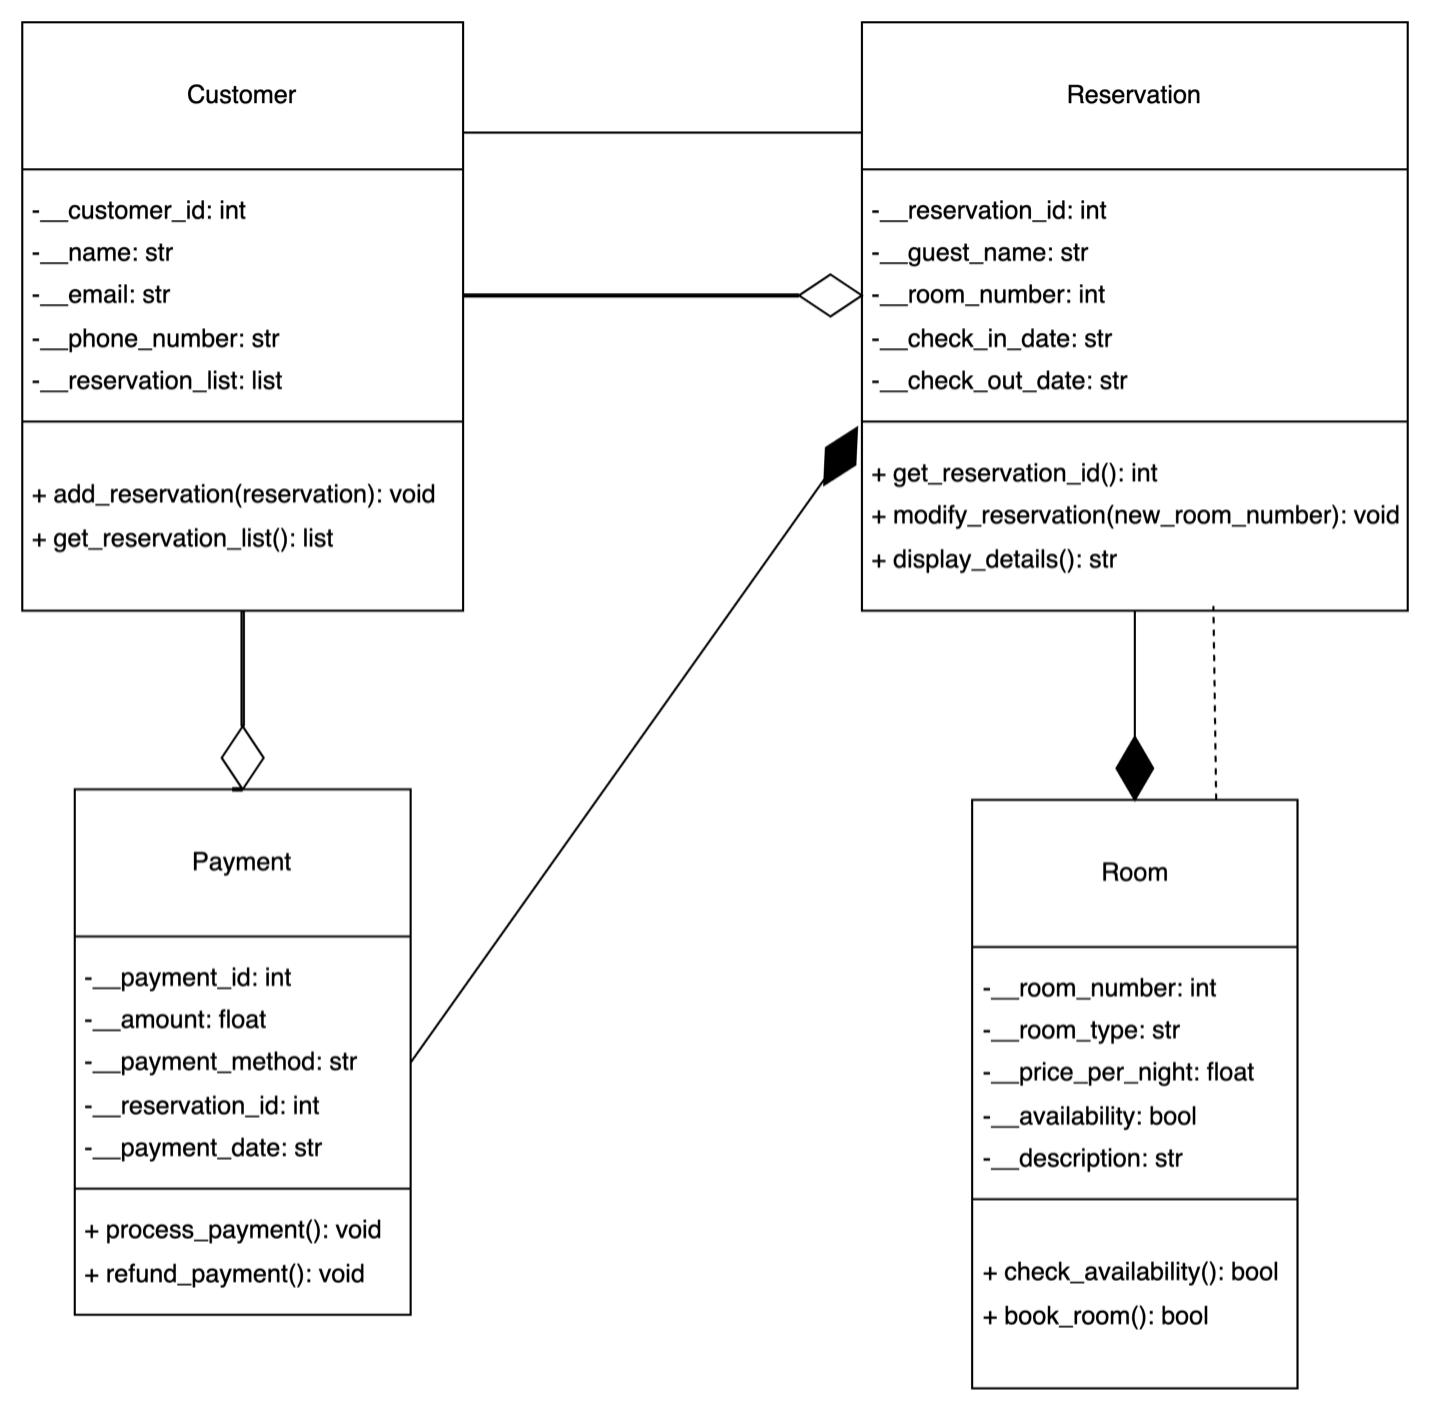 Customer
-__customer_id: int
-__name: str
-__email: str
-__phone_number: str
-__reservation_list: list
+ add_reservation(reservation): void
+ get_reservation_list(): list
Reservation
-__reservation_id: int
-__guest_name: str
-__room_number: int
-__check_in_date: str
-__check_out_date: str
+ get_reservation_id(): int
+ modify_reservation(new_room_number): void
+ display_details(): str
Payment
-__payment_id: int
-__amount: float
-__payment_method: str
-__reservation_id: int
-__payment_date: str
+ process_payment(): void
+ refund_payment(): void
Room
-__room_number: int
-__room_type: str
-__price_per_night: float
-__availability: bool
-__description: str
+ check_availability(): bool
+ book_room(): bool